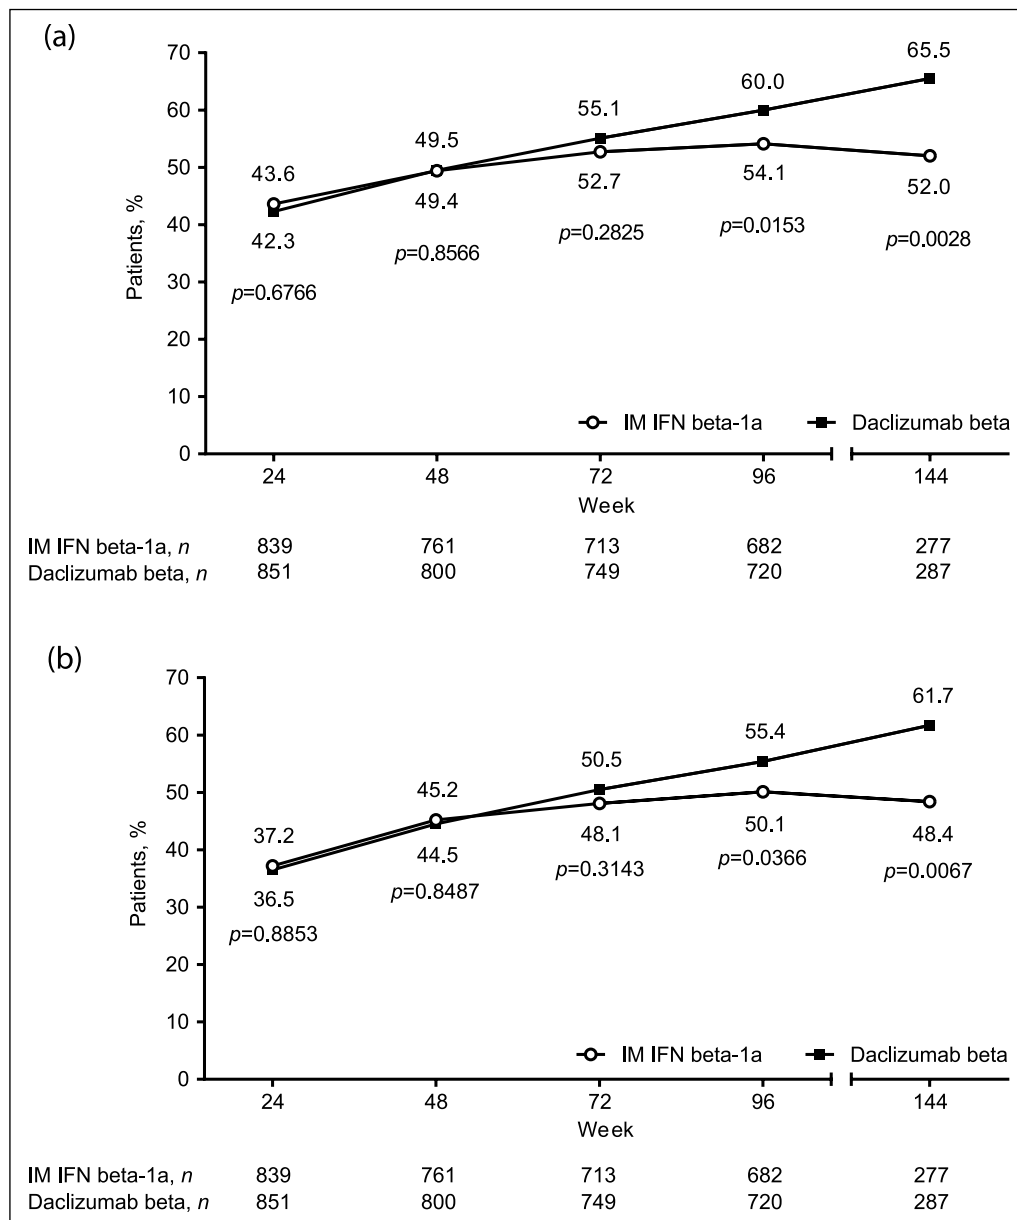 (a)
70
65.5
60.0
60
55.1
49.5
50
43.6
54.1
52.7
52.0
49.4
40
42.3
p=0.0153
p=0.2825
p=0.0028
p=0.8566
30
p=0.6766
20
10
0
Patients, %
IM IFN beta-1a Daclizumab beta
24 48 72 96 144
Week
IM IFN beta-1a, n 839 761 713 682 277
Daclizumab beta, n 851 800 749 720 287
(b)
70
61.7
60
55.4
50.5
50
45.2
37.2
50.1
48.1
48.4
44.5
40
p=0.0366
p=0.3143
p=0.0067
36.5
p=0.8487
30
p=0.8853
20
10
0
Patients, %
IM IFN beta-1a Daclizumab beta
24 48 72 96 144
Week
IM IFN beta-1a, n 839 761 713 682 277
Daclizumab beta, n 851 800 749 720 287